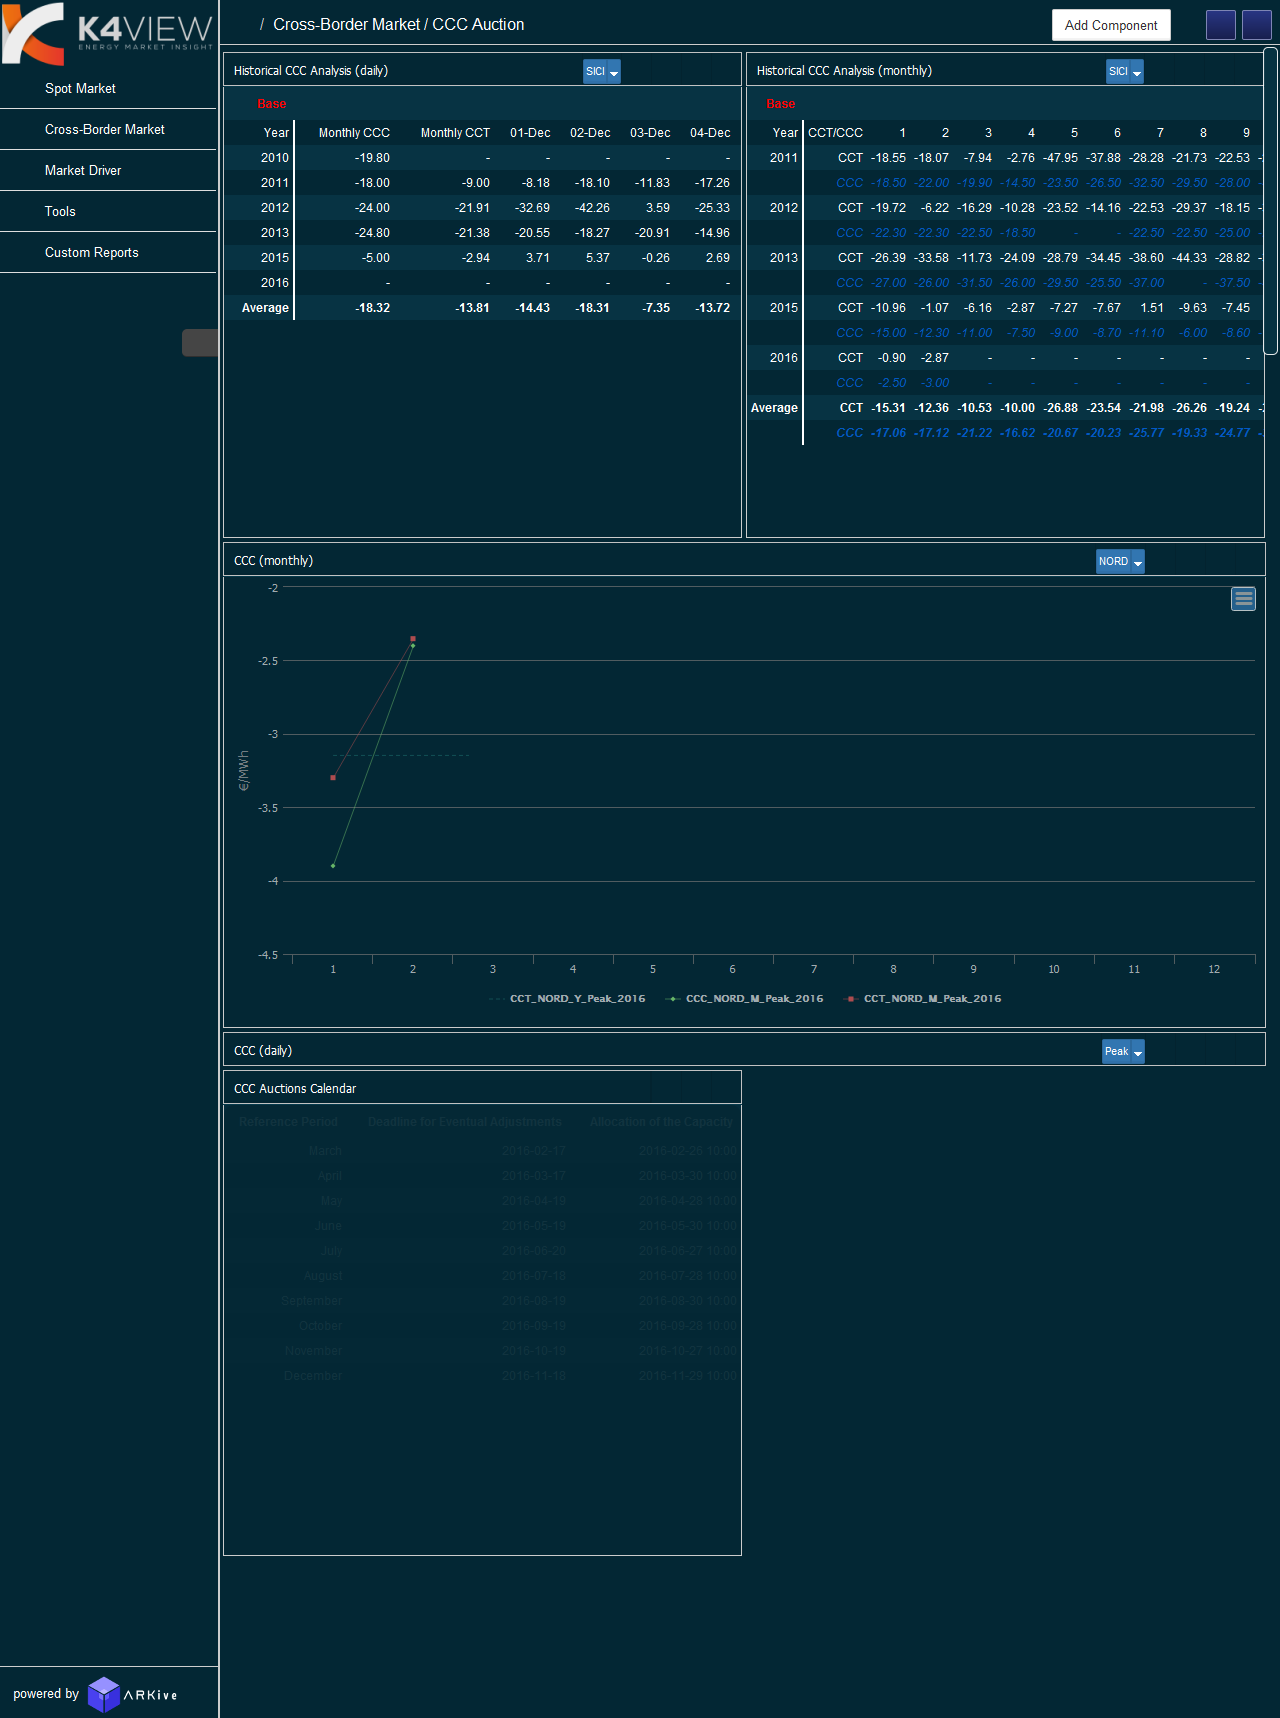 K4VIEW
ENERGY MARKET INSIGHT
/ Cross-Border Market / CCC Auction
Add Component
Spot Market
Cross-Border Market
Market Driver
Tools
Custom Reports
Historical CCC Analysis (daily) SICI
Base
Year Monthly CCC Monthly CCT 01-Dec 02-Dec 03-Dec 04-Dec
2010 -19.80 - - - - -
2011 -18.00 -9.00 -8.18 -18.10 -11.83 -17.26
2012 -24.00 -21.91 -32.69 -42.26 3.59 -25.33
2013 -24.80 -21.38 -20.55 -18.27 -20.91 -14.96
2015 -5.00 -2.94 3.71 5.37 -0.26 2.69
2016 - - - - - -
Average -18.32 -13.81 -14.43 -18.31 -7.35 -13.72
Historical CCC Analysis (monthly) SICI
Base
Year CCT/CCC 1 2 3 4 5 6 7 8 9
2011 CCT -18.55 -18.07 -7.94 -2.76 -47.95 -37.88 -28.28 -21.73 -22.53
CCC -18.50 -22.00 -19.90 -14.50 -23.50 -26.50 -32.50 -29.50 -28.00
2012 CCT -19.72 -6.22 -16.29 -10.28 -23.52 -14.16 -22.53 -29.37 -18.15
CCC -22.30 -22.30 -22.50 -18.50 - - -22.50 -22.50 -25.00
2013 CCT -26.39 -33.58 -11.73 -24.09 -28.79 -34.45 -38.60 -44.33 -28.82
CCC -27.00 -26.00 -31.50 -26.00 -29.50 -25.50 -37.00 - -37.50
2015 CCT -10.96 -1.07 -6.16 -2.87 -7.27 -7.67 1.51 -9.63 -7.45
CCC -15.00 -12.30 -11.00 -7.50 -9.00 -8.70 -11.10 -6.00 -8.60
2016 CCT -0.90 -2.87 - - - - - - -
CCC -2.50 -3.00 - - - - - - -
Average CCT -15.31 -12.36 -10.53 -10.00 -26.88 -23.54 -21.98 -26.26 -19.24
CCC -17.06 -17.12 -21.22 -16.62 -20.67 -20.23 -25.77 -19.33 -24.77
CCC (monthly) NORD
-2
-2.5
-3
-3.5
-4
-4.5
€/MWh
1 2 3 4 5 6 7 8 9 10 11 12
CCT_NORD_Y_Peak_2016 CCC_NORD_M_Peak_2016 CCT_NORD_M_Peak_2016
CCC (daily) Peak
CCC Auctions Calendar
Reference Period Deadline for Eventual Adjustments Allocation of the Capacity
March 2016-02-17 2016-02-26 10:00
April 2016-03-17 2016-03-30 10:00
May 2016-04-19 2016-04-28 10:00
June 2016-05-19 2016-05-30 10:00
July 2016-06-20 2016-06-27 10:00
August 2016-07-18 2016-07-28 10:00
September 2016-08-19 2016-08-30 10:00
October 2016-09-19 2016-09-28 10:00
November 2016-10-19 2016-10-27 10:00
December 2016-11-18 2016-11-29 10:00
powered by ARKive